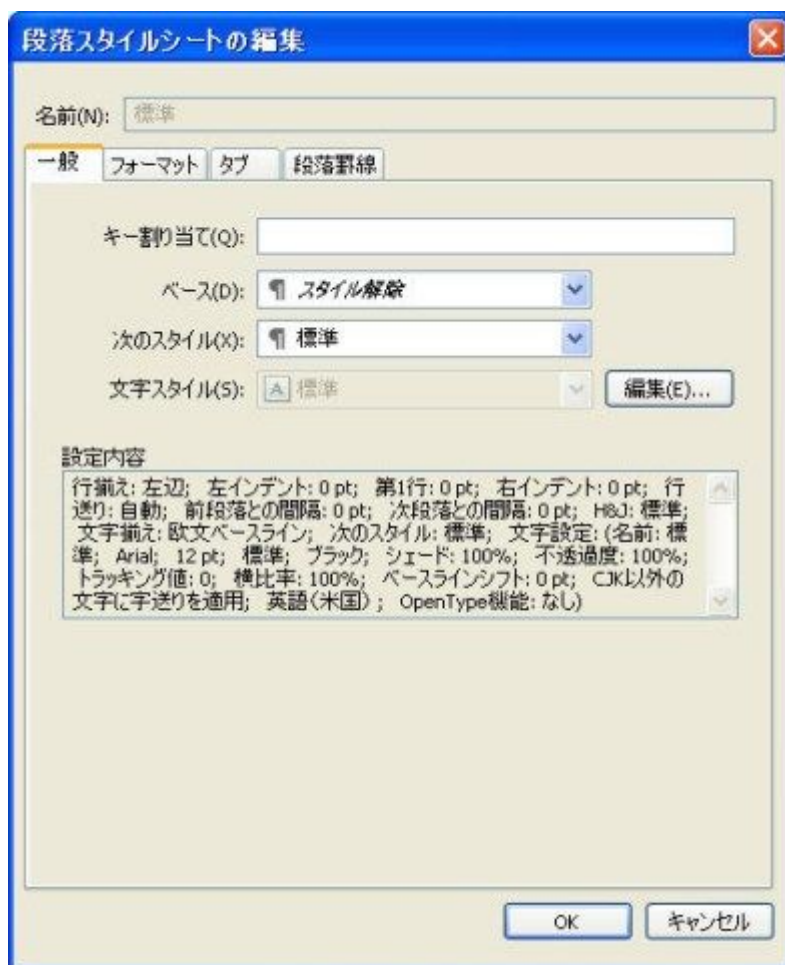 段落スタイルシートの編集
名前(N): 標準
一般 フォーマット タブ 段落罫線
キー割り当て(Q):
ベース(D): ¶ スタイル解除
次のスタイル(X): ¶ 標準
文字スタイル(S): A 標準 編集(E)...
設定内容
行揃え: 左辺; 左インデント: 0 pt; 第1行: 0 pt; 右インデント: 0 pt; 行
送り: 自動; 前段落との間隔: 0 pt; 次段落との間隔: 0 pt; H&J: 標準;
文字揃え: 欧文ベースライン; 次のスタイル: 標準; 文字設定: (名前: 標
準; Arial; 12 pt; 標準; ブラック; シェード: 100%; 不透過度: 100%;
トラッキング値: 0; 横比率: 100%; ベースラインシフト: 0 pt; CJK以外の
文字に字送りを適用; 英語(米国) ; OpenType機能: なし)
OK キャンセル